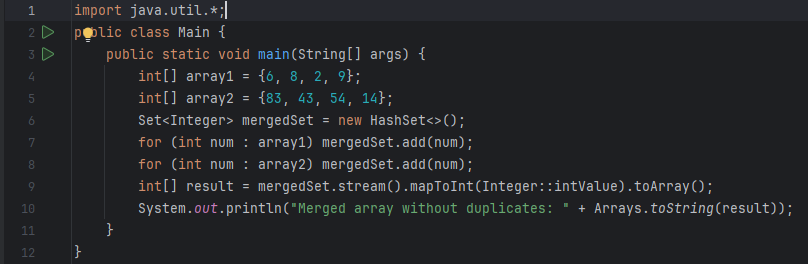 1 import java.util.*;
2 public class Main {
3 public static void main(String[] args) {
4 int[] array1 = {6, 8, 2, 9};
5 int[] array2 = {83, 43, 54, 14};
6 Set<Integer> mergedSet = new HashSet<>();
7 for (int num : array1) mergedSet.add(num);
8 for (int num : array2) mergedSet.add(num);
9 int[] result = mergedSet.stream().mapToInt(Integer::intValue).toArray();
10 System.out.println("Merged array without duplicates: " + Arrays.toString(result));
11 }
12 }